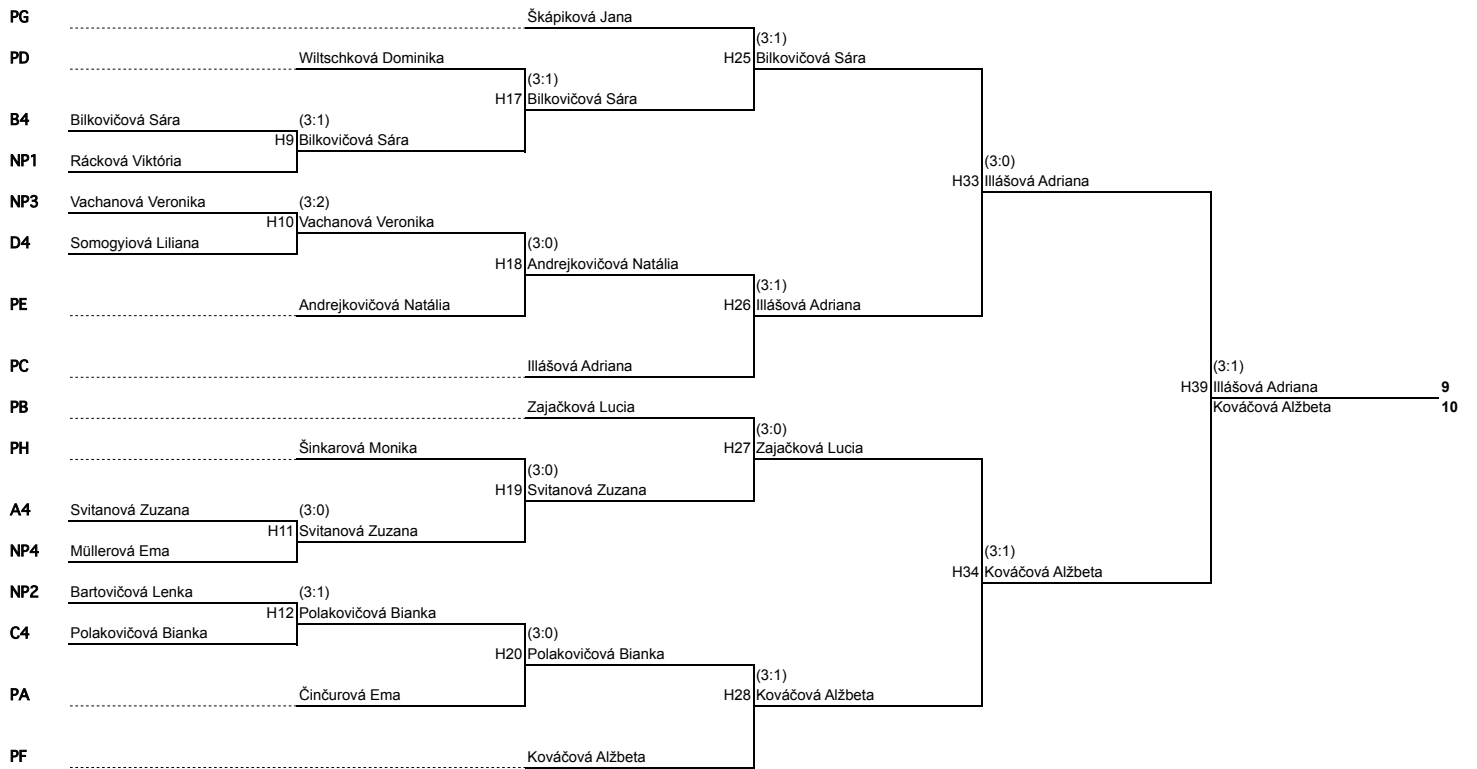 PG Škápiková Jana
(3:1)
PD Wiltschková Dominika H25 Bilkovičová Sára
(3:1)
H17 Bilkovičová Sára
B4 Bilkovičová Sára (3:1)
H9 Bilkovičová Sára
NP1 Rácková Viktória (3:0)
H33 Illášová Adriana
NP3 Vachanová Veronika (3:2)
H10 Vachanová Veronika
D4 Somogyiová Liliana (3:0)
H18 Andrejkovičová Natália
(3:1)
PE Andrejkovičová Natália H26 Illášová Adriana
PC Illášová Adriana (3:1)
H39 Illášová Adriana 9
PB Zajačková Lucia Kováčová Alžbeta 10
(3:0)
PH Šinkarová Monika H27 Zajačková Lucia
(3:0)
H19 Svitanová Zuzana
A4 Svitanová Zuzana (3:0)
H11 Svitanová Zuzana
NP4 Müllerová Ema (3:1)
H34 Kováčová Alžbeta
NP2 Bartovičová Lenka (3:1)
H12 Polakovičová Bianka
C4 Polakovičová Bianka (3:0)
H20 Polakovičová Bianka
(3:1)
PA Činčurová Ema H28 Kováčová Alžbeta
PF Kováčová Alžbeta